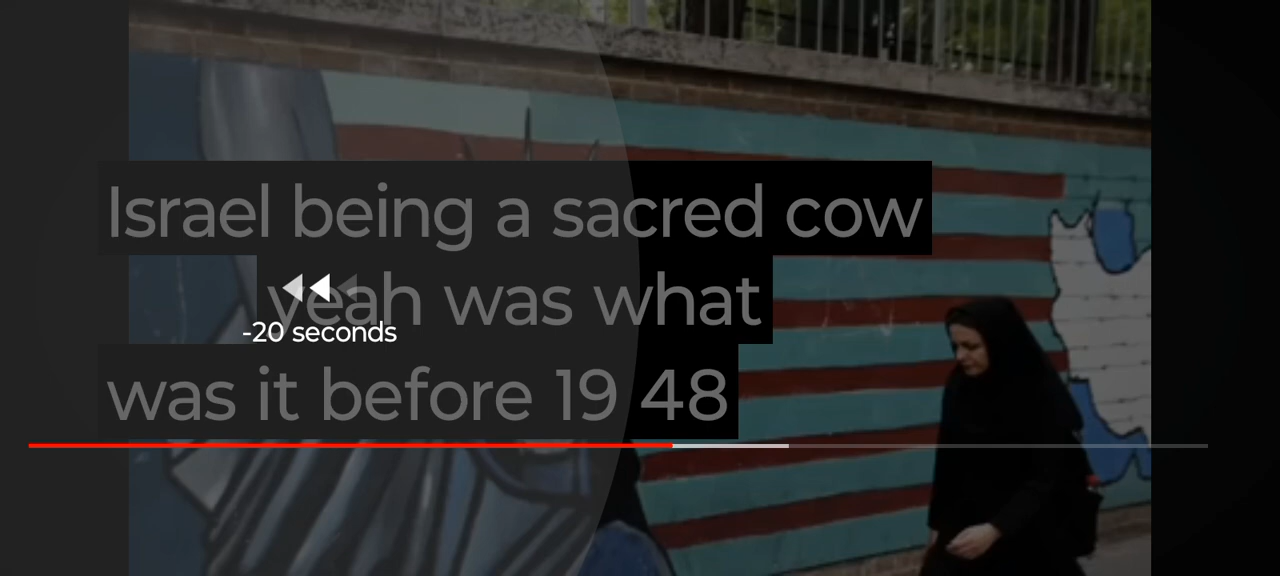 Israel being a sacred cow
yeah was what
-20 seconds
was it before 19 48